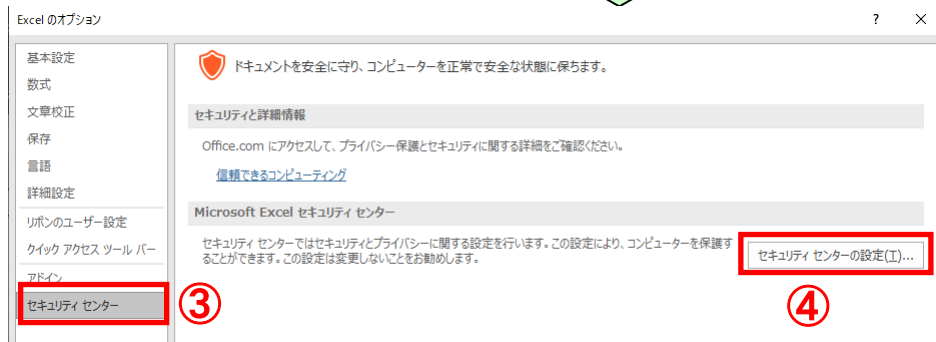 Excel のオプション
? ×
基本設定
数式
文章校正
保存
言語
詳細設定
リボンのユーザー設定
クイック アクセス ツール バー
アドイン
セキュリティ センター
③
ドキュメントを安全に守り、コンピューターを正常で安全な状態に保ちます。
セキュリティと詳細情報
Office.com にアクセスして、プライバシー保護とセキュリティに関する詳細をご確認ください。
信頼できるコンピューティング
Microsoft Excel セキュリティ センター
セキュリティ センターではセキュリティとプライバシーに関する設定を行います。この設定により、コンピューターを保護す
ることができます。この設定は変更しないことをお勧めします。
セキュリティ センターの設定(T)...
④